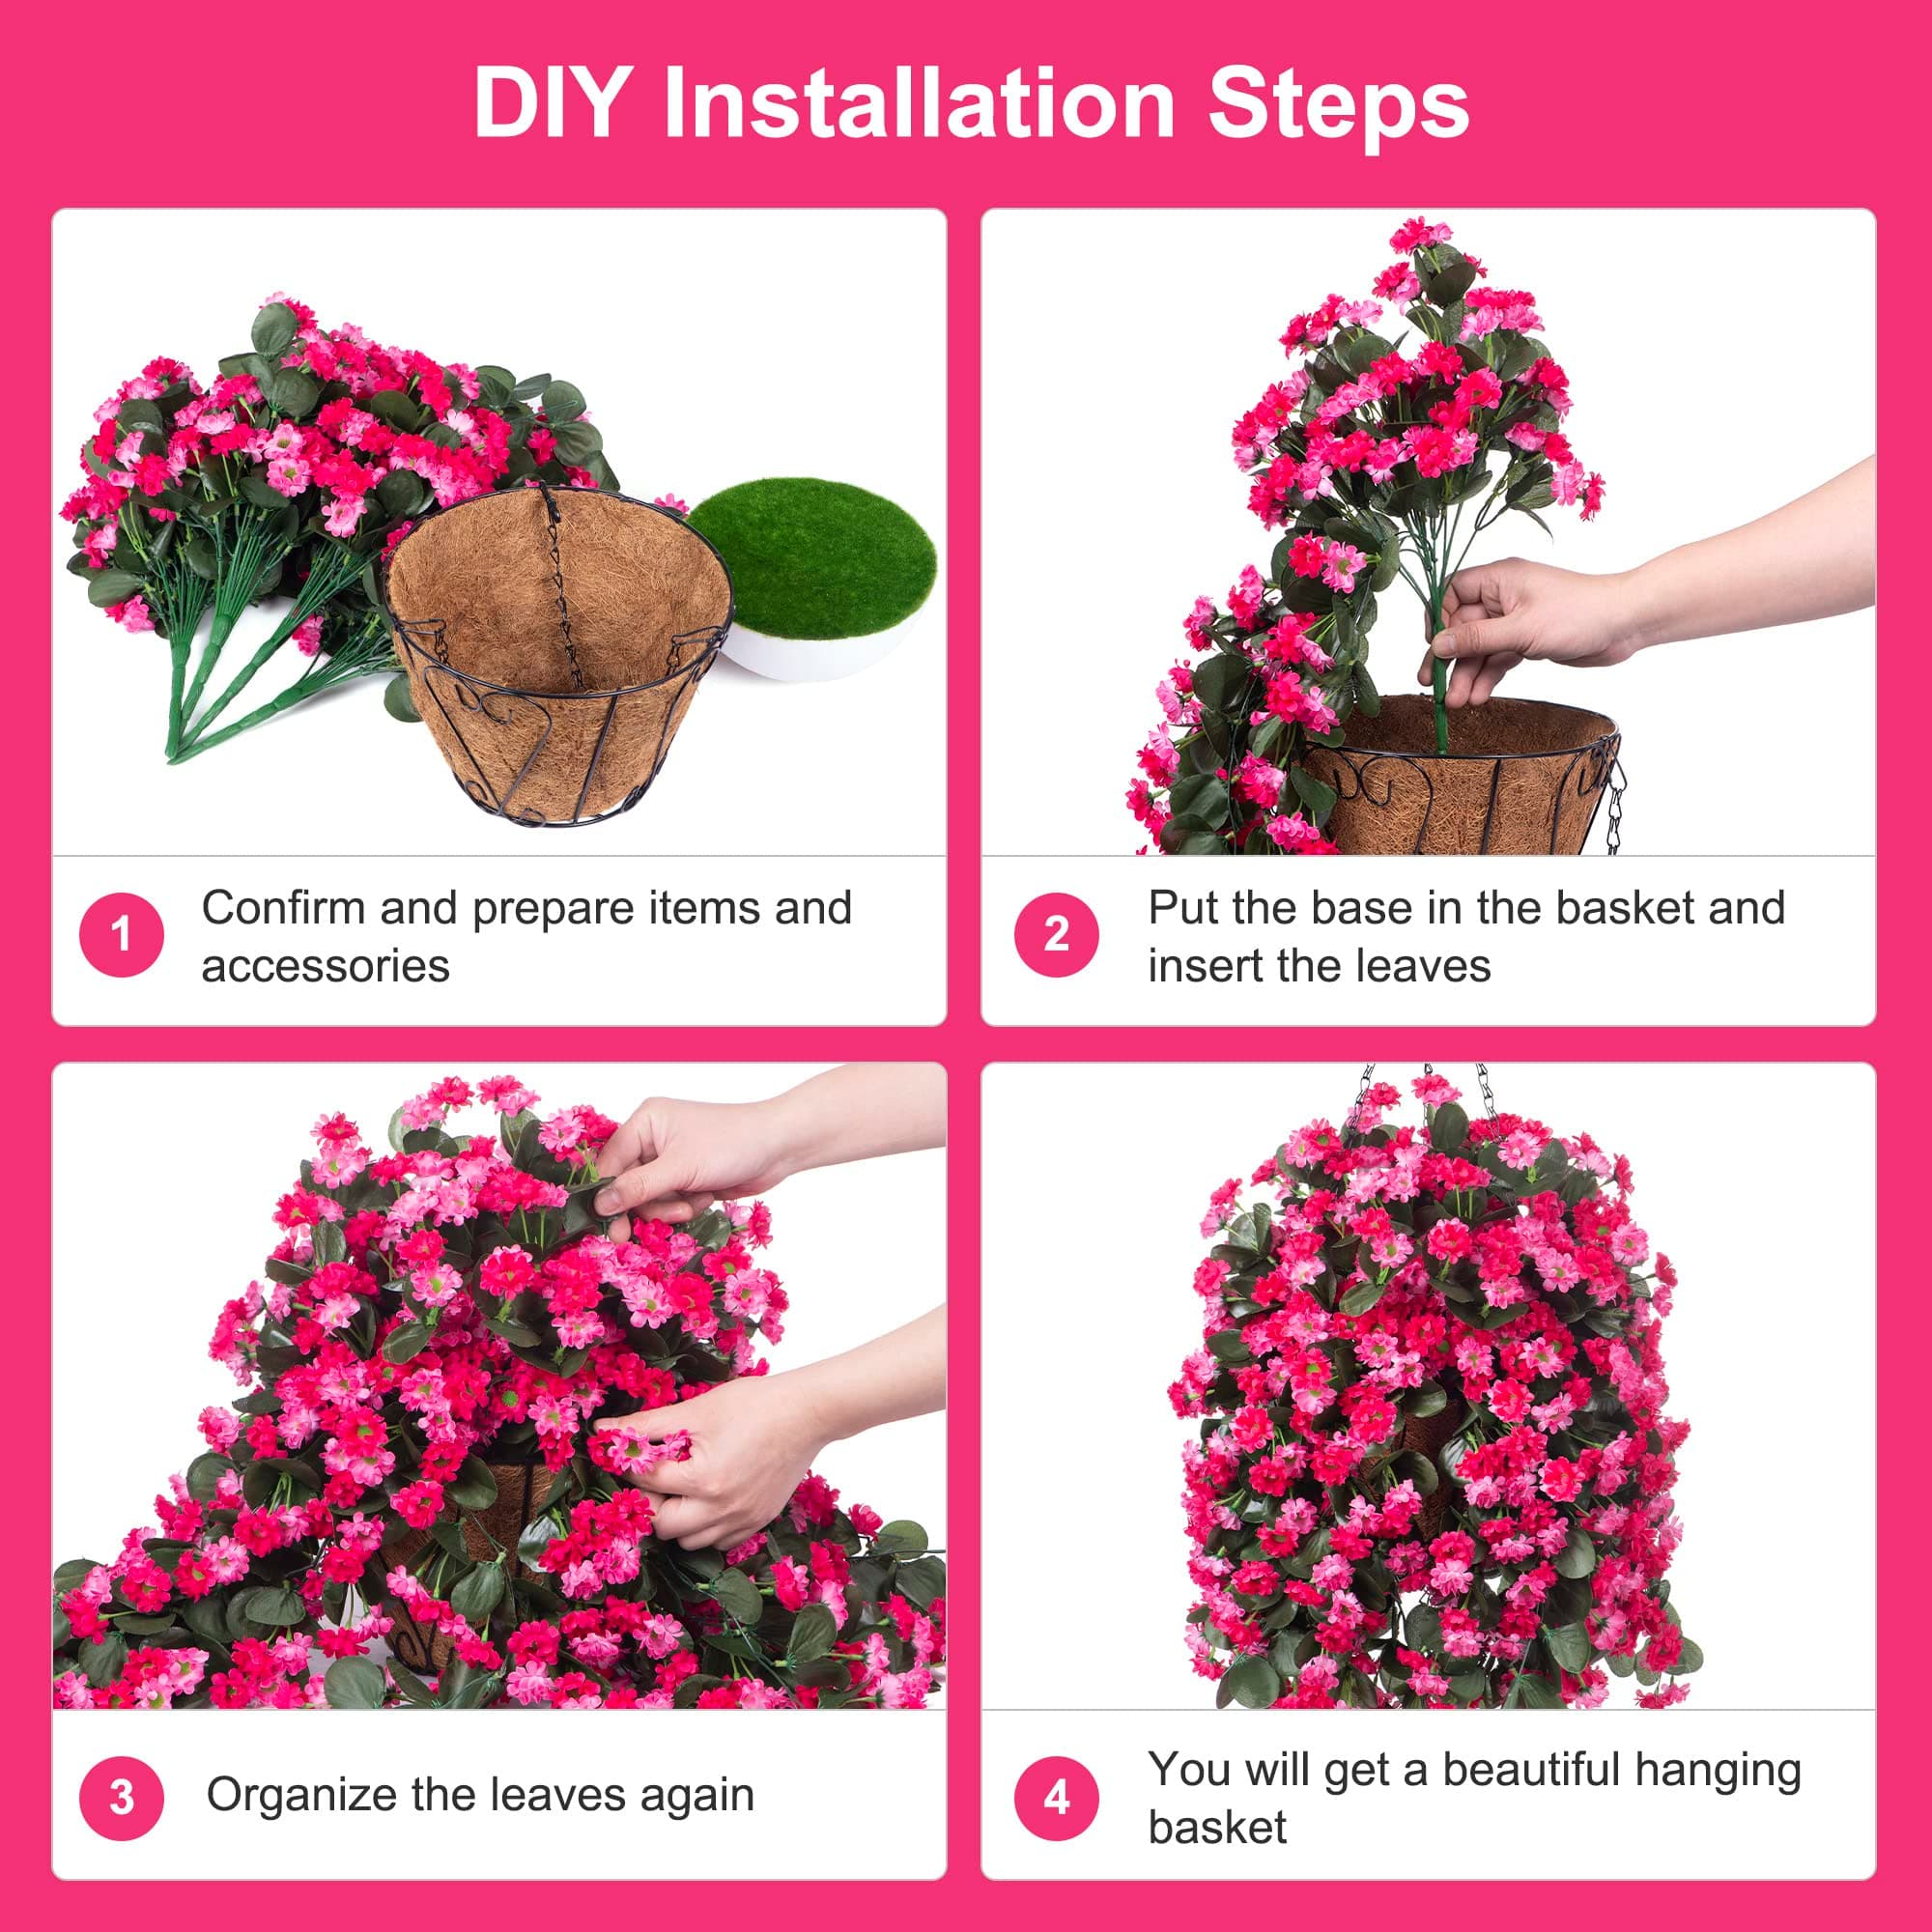 DIY Installation Steps
1
Confirm and prepare items and
accessories
2
Put the base in the basket and
insert the leaves
3
Organize the leaves again
4
You will get a beautiful hanging
basket